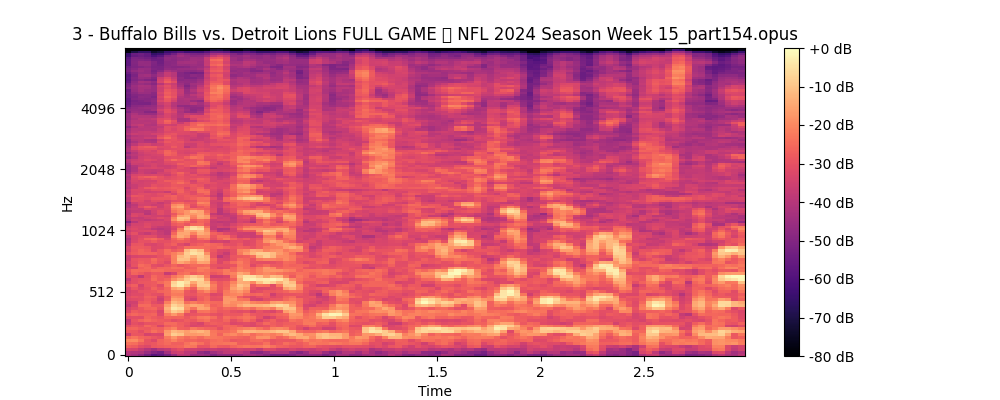 3 - Buffalo Bills vs. Detroit Lions FULL GAME ▯ NFL 2024 Season Week 15_part154.opus
+0 dB
-10 dB
-20 dB
-30 dB
-40 dB
-50 dB
-60 dB
-70 dB
-80 dB
4096
2048
1024
512
0
Hz
0
0.5
1
1.5
2
2.5
Time